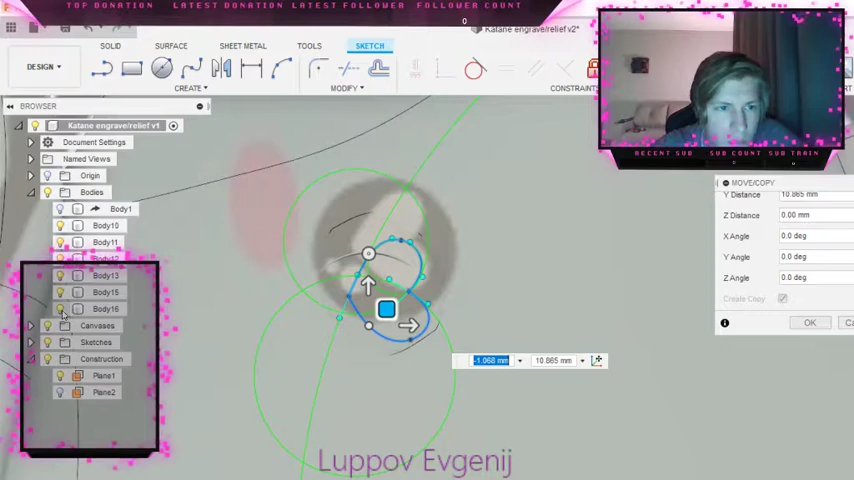 TOP DONATION LATEST DONATION LATEST FOLLOWER FOLLOWER COUNT
0
Katane engrave/relief v2*
SOLID SURFACE SHEET METAL TOOLS SKETCH
DESIGN
CREATE MODIFY CONSTRAINTS
RECENT SUB SUB COUNT SUB TRAIN
BROWSER
Katane engrave/relief v1
Document Settings
Named Views
Origin
Bodies
Body1
Body10
Body11
Body12
Body13
Body15
Body16
Canvases
Sketches
Construction
Plane1
Plane2
MOVE/COPY
Y Distance 10.865 mm
Z Distance 0.00 mm
X Angle 0.0 deg
Y Angle 0.0 deg
Z Angle 0.0 deg
Create Copy
OK Ca
-1.068 mm 10.865 mm
Luppov Evgenij